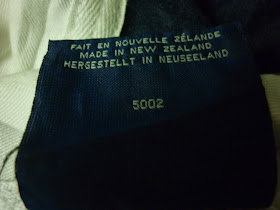 FAIT EN NOUVELLE ZÉLANDE
MADE IN NEW ZEALAND
HERGESTELLT IN NEUSEELAND
5002